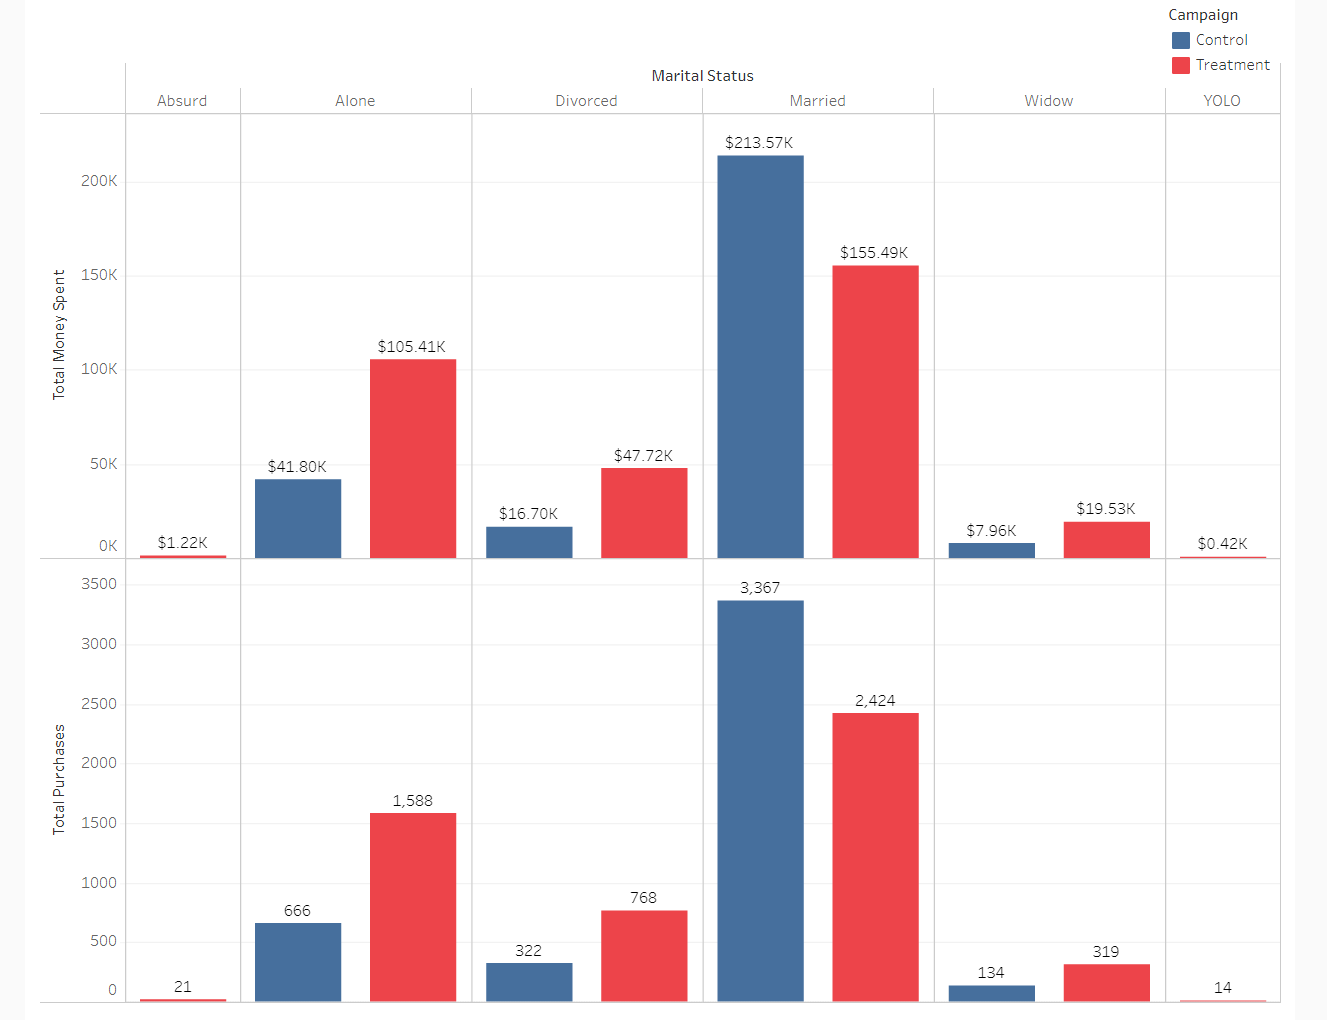 Campaign
Control
Treatment
Marital Status
Absurd Alone Divorced Married Widow YOLO
Total Money Spent
200K
150K
100K
50K
0K
$1.22K
$41.80K
$105.41K
$16.70K
$47.72K
$213.57K
$155.49K
$7.96K
$19.53K
$0.42K
Total Purchases
3500
3000
2500
2000
1500
1000
500
0
21
666
1,588
322
768
3,367
2,424
134
319
14